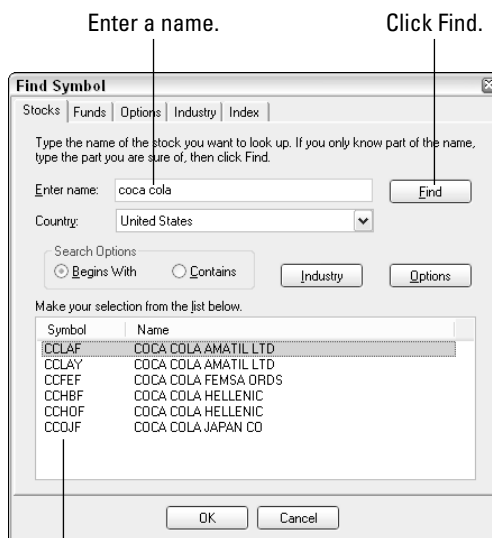 Enter a name. Click Find.
Find Symbol
Stocks Funds Options Industry Index
Type the name of the stock you want to look up. If you only know part of the name,
type the part you are sure of, then click Find.
Enter name: coca cola Find
Country: United States
Search Options
Begins With Contains Industry Options
Make your selection from the list below.
Symbol Name
CCLAF COCA COLA AMATIL LTD
CCLAY COCA COLA AMATIL LTD
CCFEF COCA COLA FEMSA ORDS
CCHBF COCA COLA HELLENIC
CCHOF COCA COLA HELLENIC
CCOJF COCA COLA JAPAN CO
OK Cancel